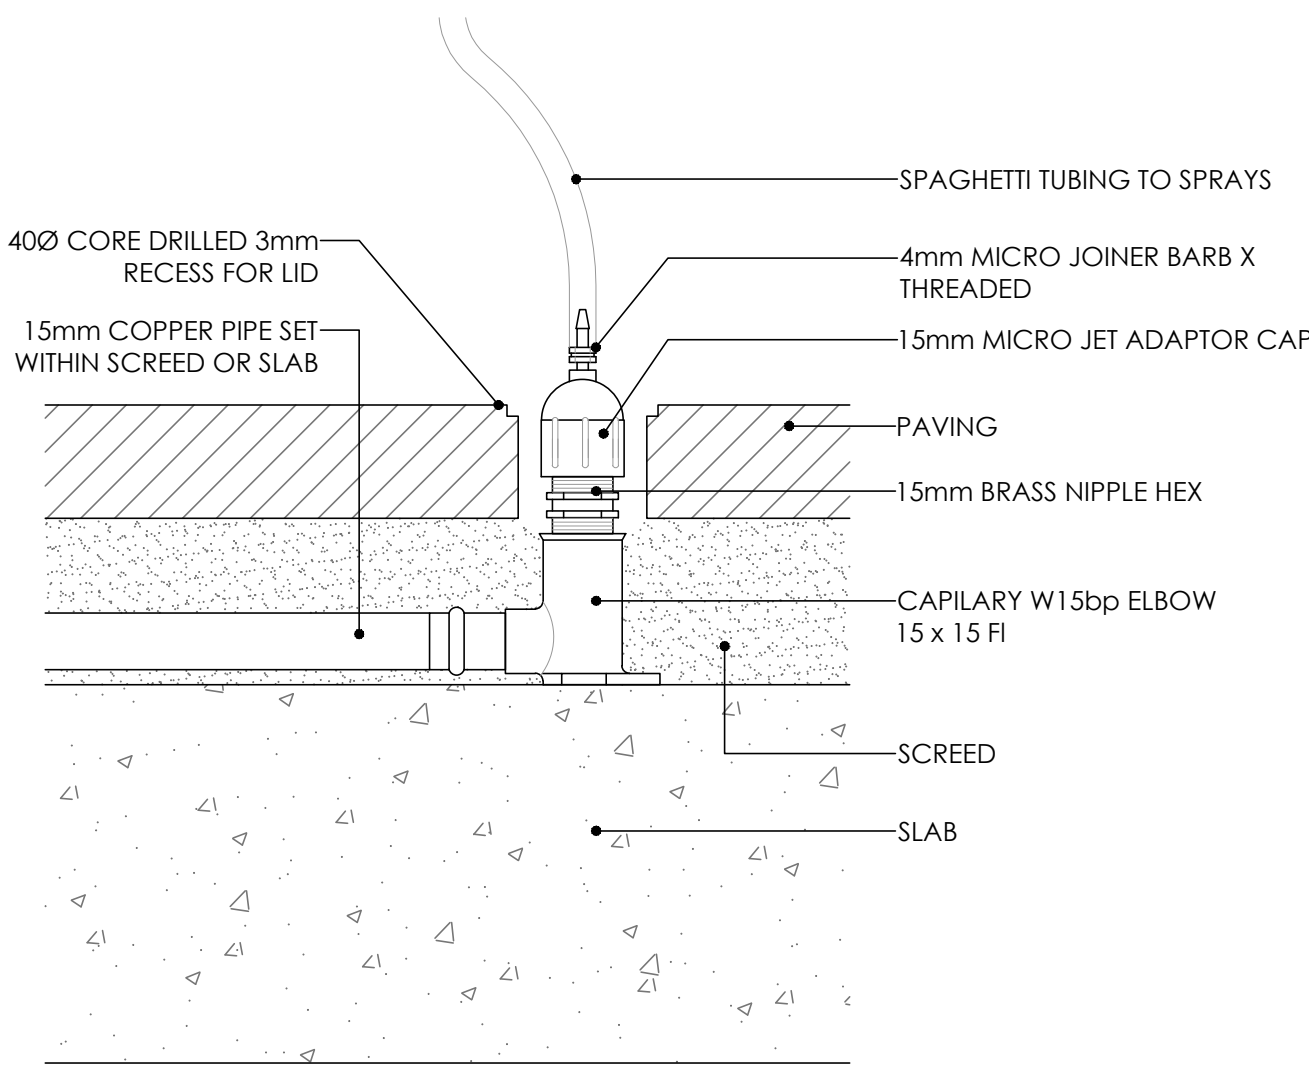 SPAGHETTI TUBING TO SPRAYS
40Ø CORE DRILLED 3mm
RECESS FOR LID
4mm MICRO JOINER BARB X
THREADED
15mm COPPER PIPE SET
WITHIN SCREED OR SLAB
15mm MICRO JET ADAPTOR CAP
PAVING
15mm BRASS NIPPLE HEX
CAPILARY W15bp ELBOW
15 x 15 FI
SCREED
SLAB